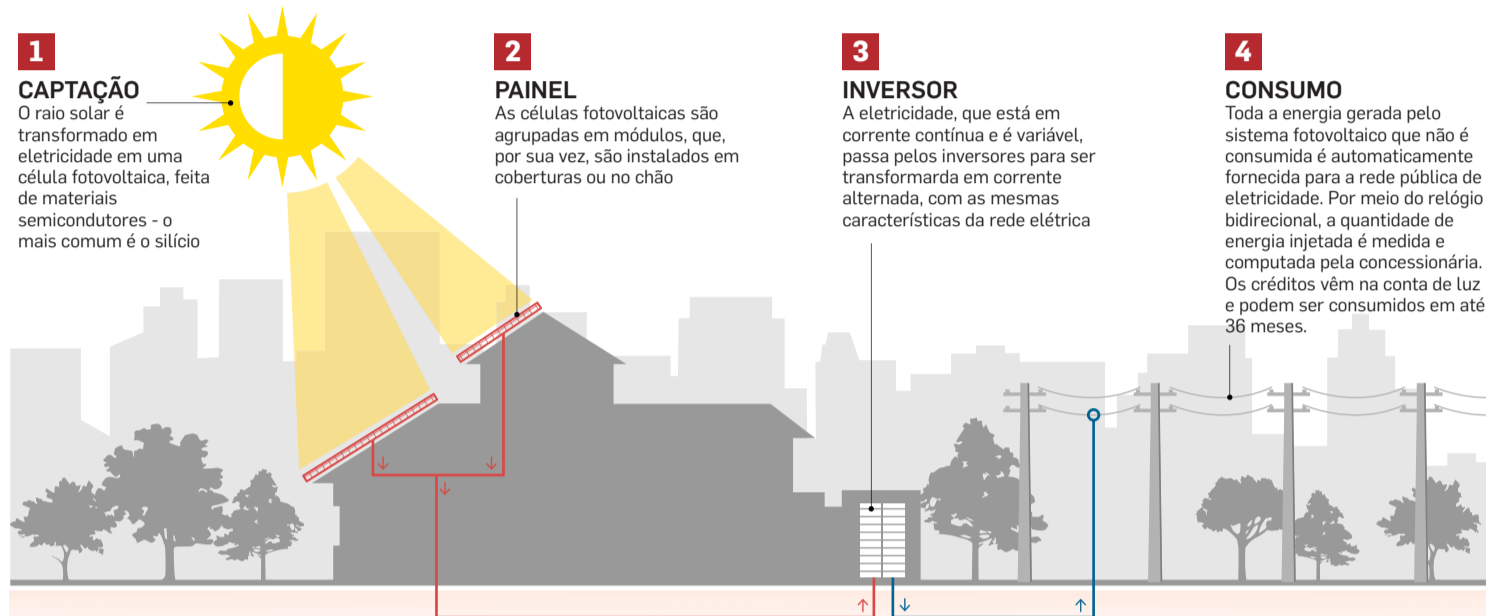 1
CAPTAÇÃO
O raio solar é
transformado em
eletricidade em uma
célula fotovoltaica, feita
de materiais
semicondutores - o
mais comum é o silício
2
PAINEL
As células fotovoltaicas são
agrupadas em módulos, que,
por sua vez, são instalados em
coberturas ou no chão
3
INVERSOR
A eletricidade, que está em
corrente contínua e é variável,
passa pelos inversores para ser
transformarda em corrente
alternada, com as mesmas
características da rede elétrica
4
CONSUMO
Toda a energia gerada pelo
sistema fotovoltaico que não é
consumida é automaticamente
fornecida para a rede pública de
eletricidade. Por meio do relógio
bidirecional, a quantidade de
energia injetada é medida e
computada pela concessionária.
Os créditos vêm na conta de luz
e podem ser consumidos em até
36 meses.